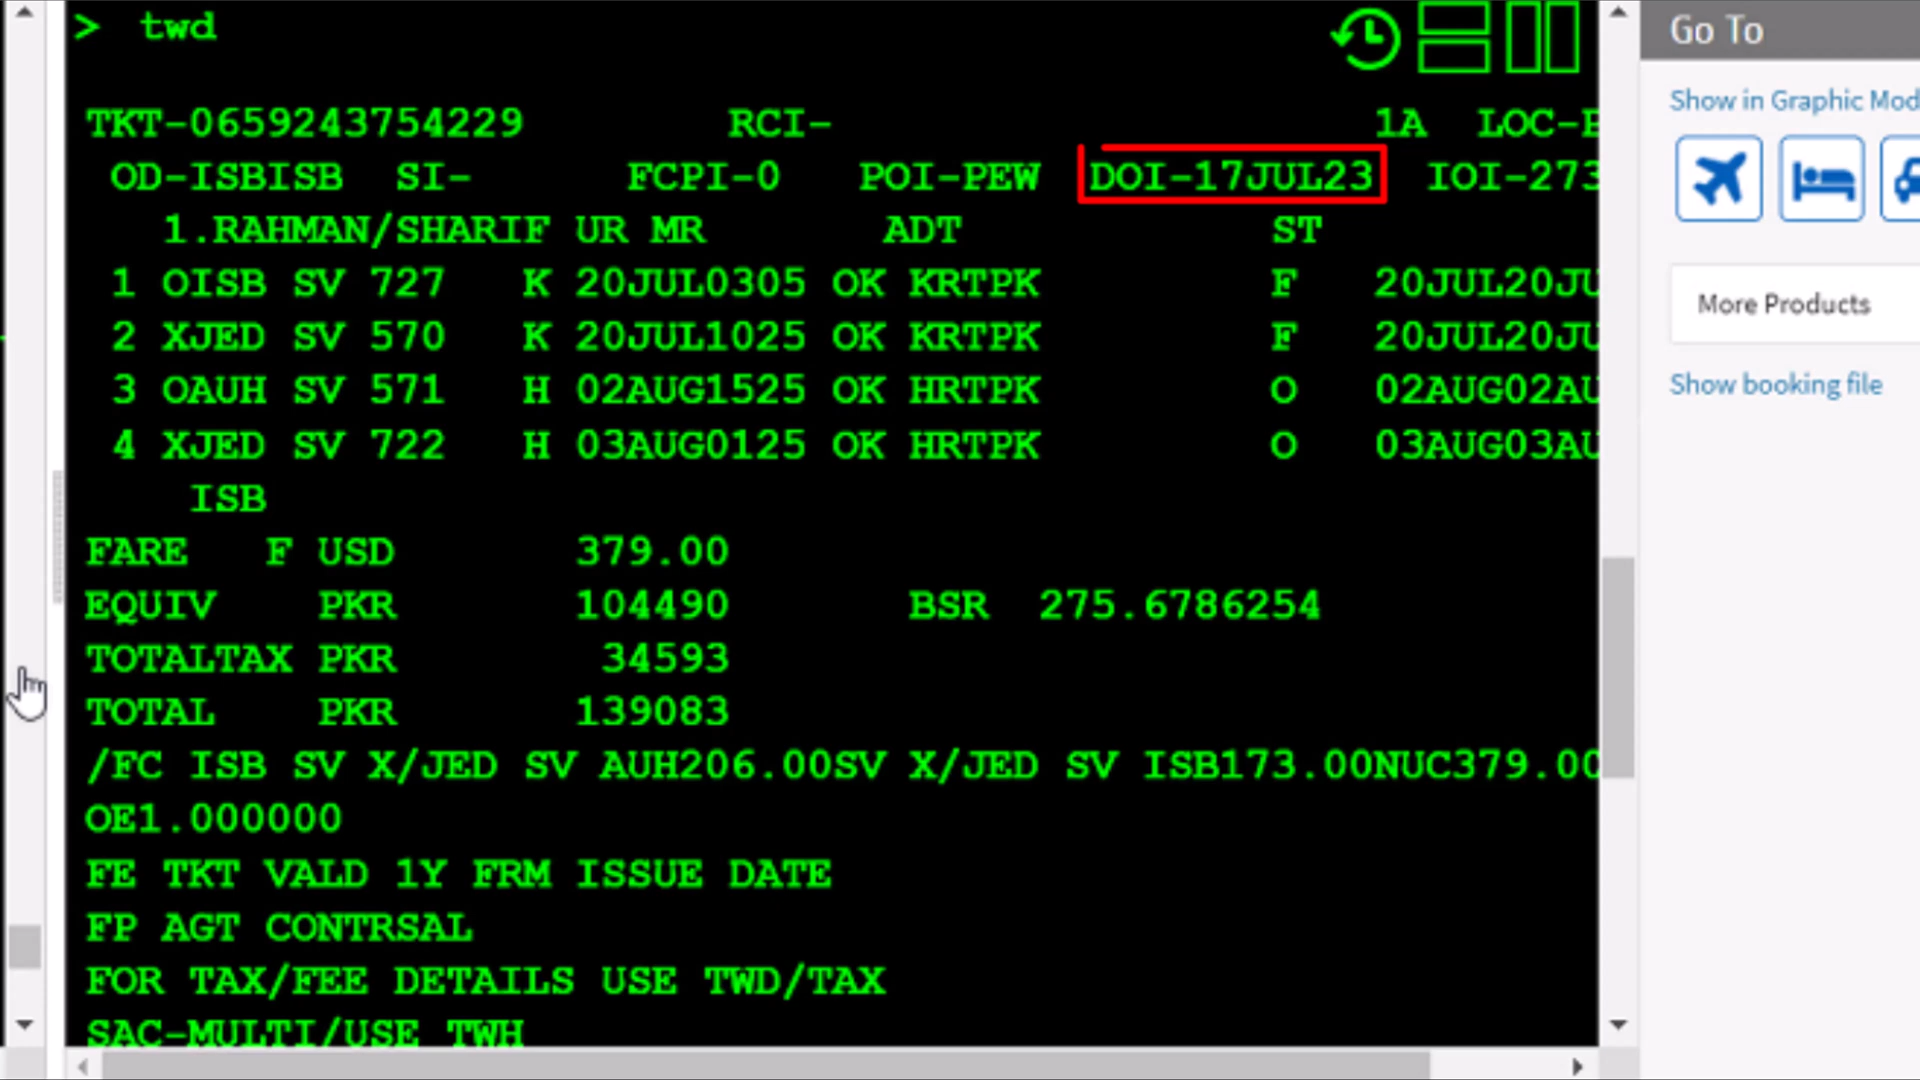 > twd
Go To
Show in Graphic Mod
TKT-0659243754229 RCI- 1A LOC-
OD-ISBISB SI- FCPI-0 POI-PEW DOI-17JUL23 IOI-273
1.RAHMAN/SHARIF UR MR ADT ST
1 OISB SV 727 K 20JUL0305 OK KRTPK F 20JUL20JU
2 XJED SV 570 K 20JUL1025 OK KRTPK F 20JUL20JU
3 OAUH SV 571 H 02AUG1525 OK HRTPK O 02AUG02AU
4 XJED SV 722 H 03AUG0125 OK HRTPK O 03AUG03AU
ISB
FARE F USD 379.00
EQUIV PKR 104490 BSR 275.6786254
TOTALTAX PKR 34593
TOTAL PKR 139083
/FC ISB SV X/JED SV AUH206.00SV X/JED SV ISB173.00NUC379.00
OE1.000000
FE TKT VALD 1Y FRM ISSUE DATE
FP AGT CONTRSAL
FOR TAX/FEE DETAILS USE TWD/TAX
SAC-MULTI/USE TWH
More Products
Show booking file